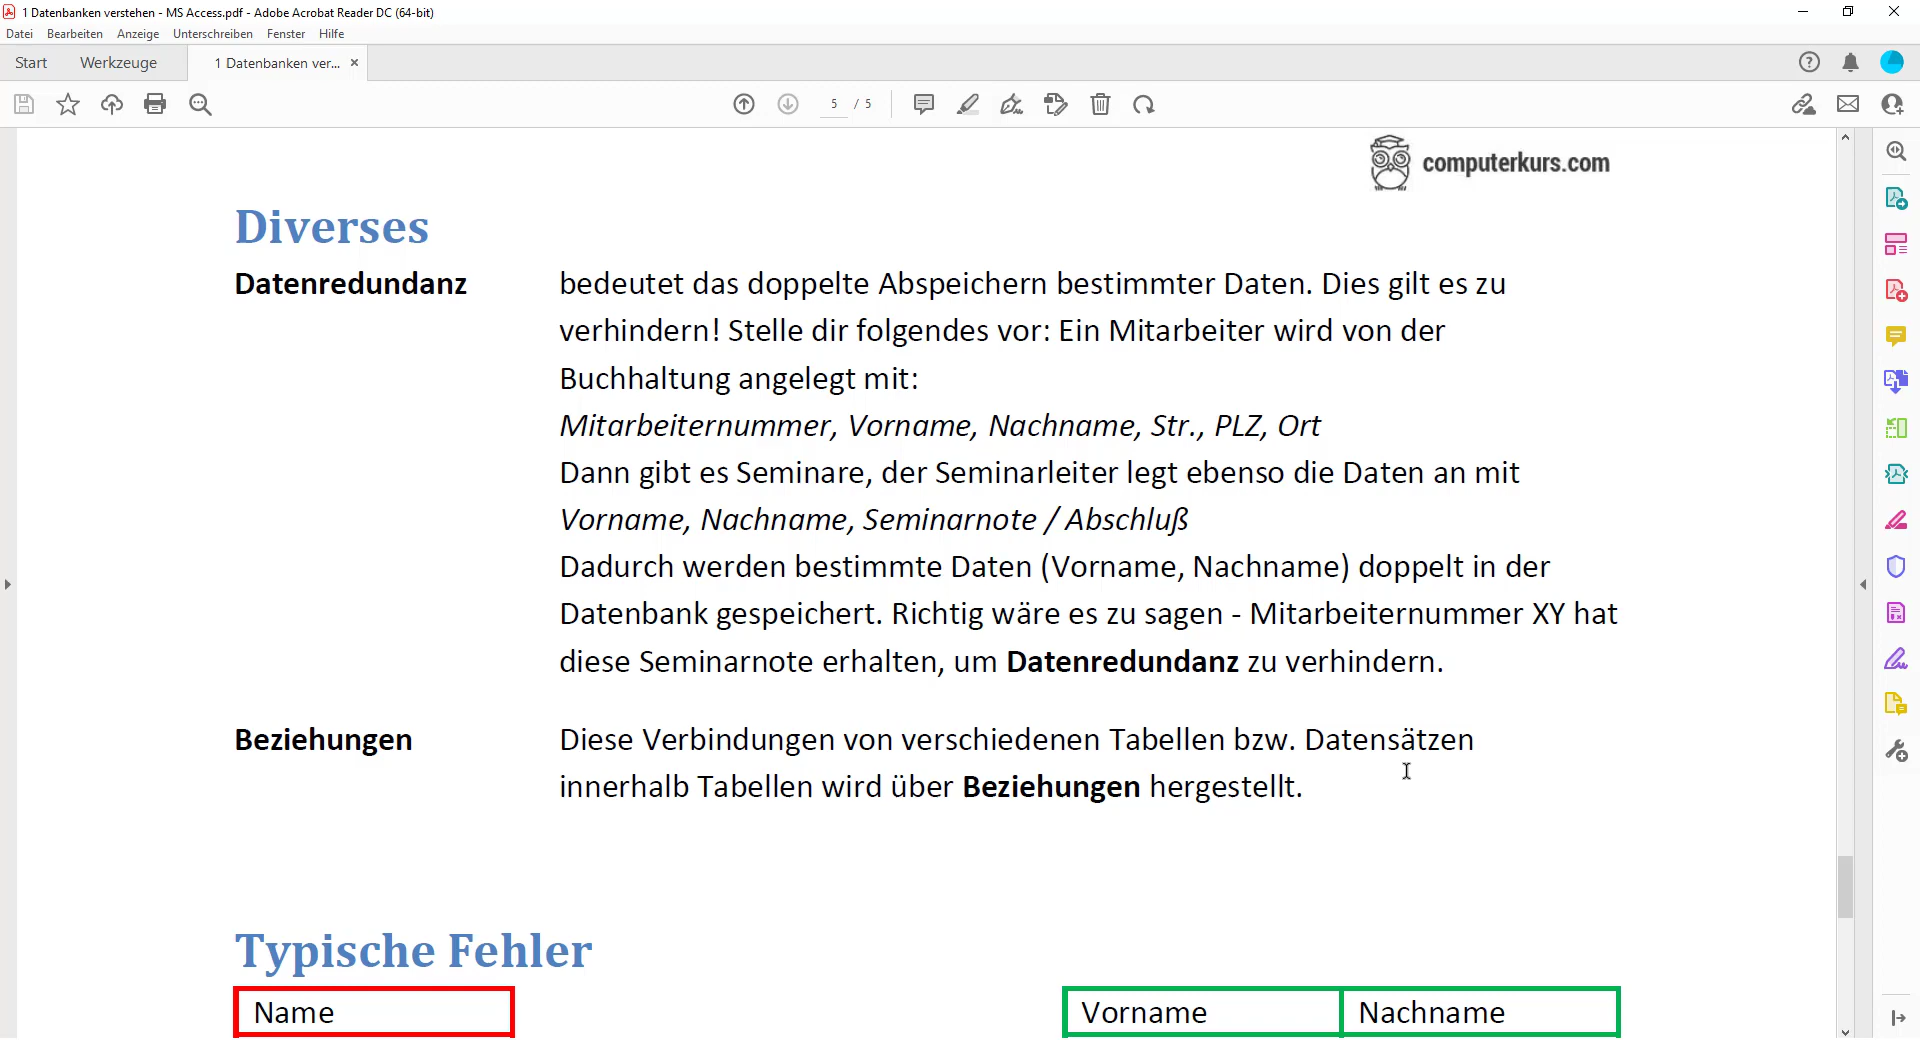 1 Datenbanken verstehen - MS Access.pdf - Adobe Acrobat Reader DC (64-bit)
Datei Bearbeiten Anzeige Unterschreiben Fenster Hilfe
Start Werkzeuge 1 Datenbanken ver...
5 / 5
computerkurs.com
Diverses
Datenredundanz bedeutet das doppelte Abspeichern bestimmter Daten. Dies gilt es zu
verhindern! Stelle dir folgendes vor: Ein Mitarbeiter wird von der
Buchhaltung angelegt mit:
Mitarbeiternummer, Vorname, Nachname, Str., PLZ, Ort
Dann gibt es Seminare, der Seminarleiter legt ebenso die Daten an mit
Vorname, Nachname, Seminarnote / Abschluß
Dadurch werden bestimmte Daten (Vorname, Nachname) doppelt in der
Datenbank gespeichert. Richtig wäre es zu sagen - Mitarbeiternummer XY hat
diese Seminarnote erhalten, um Datenredundanz zu verhindern.
Beziehungen Diese Verbindungen von verschiedenen Tabellen bzw. Datensätzen
innerhalb Tabellen wird über Beziehungen hergestellt.
Typische Fehler
Name Vorname Nachname